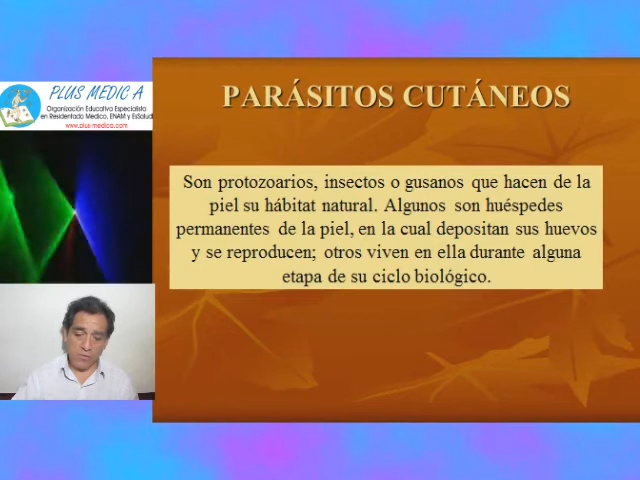 PLUS MEDIC A
Organización Educativa Especialista
en Residentado Medico, ENAM y EsSalud
www.plus-medica.com
PARÁSITOS CUTÁNEOS
Son protozoarios, insectos o gusanos que hacen de la
piel su hábitat natural. Algunos son huéspedes
permanentes de la piel, en la cual depositan sus huevos
y se reproducen; otros viven en ella durante alguna
etapa de su ciclo biológico.